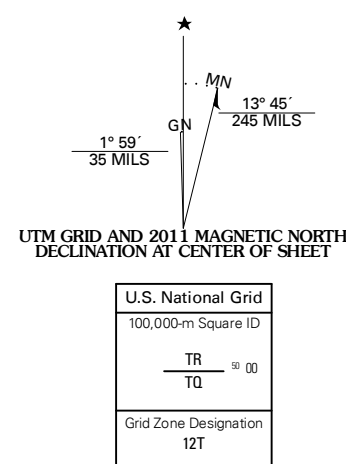 ★
MN
GN
13° 45´
245 MILS
1° 59´
35 MILS
UTM GRID AND 2011 MAGNETIC NORTH
DECLINATION AT CENTER OF SHEET
U.S. National Grid
100,000-m Square ID
TR
50 00
TQ
Grid Zone Designation
12T